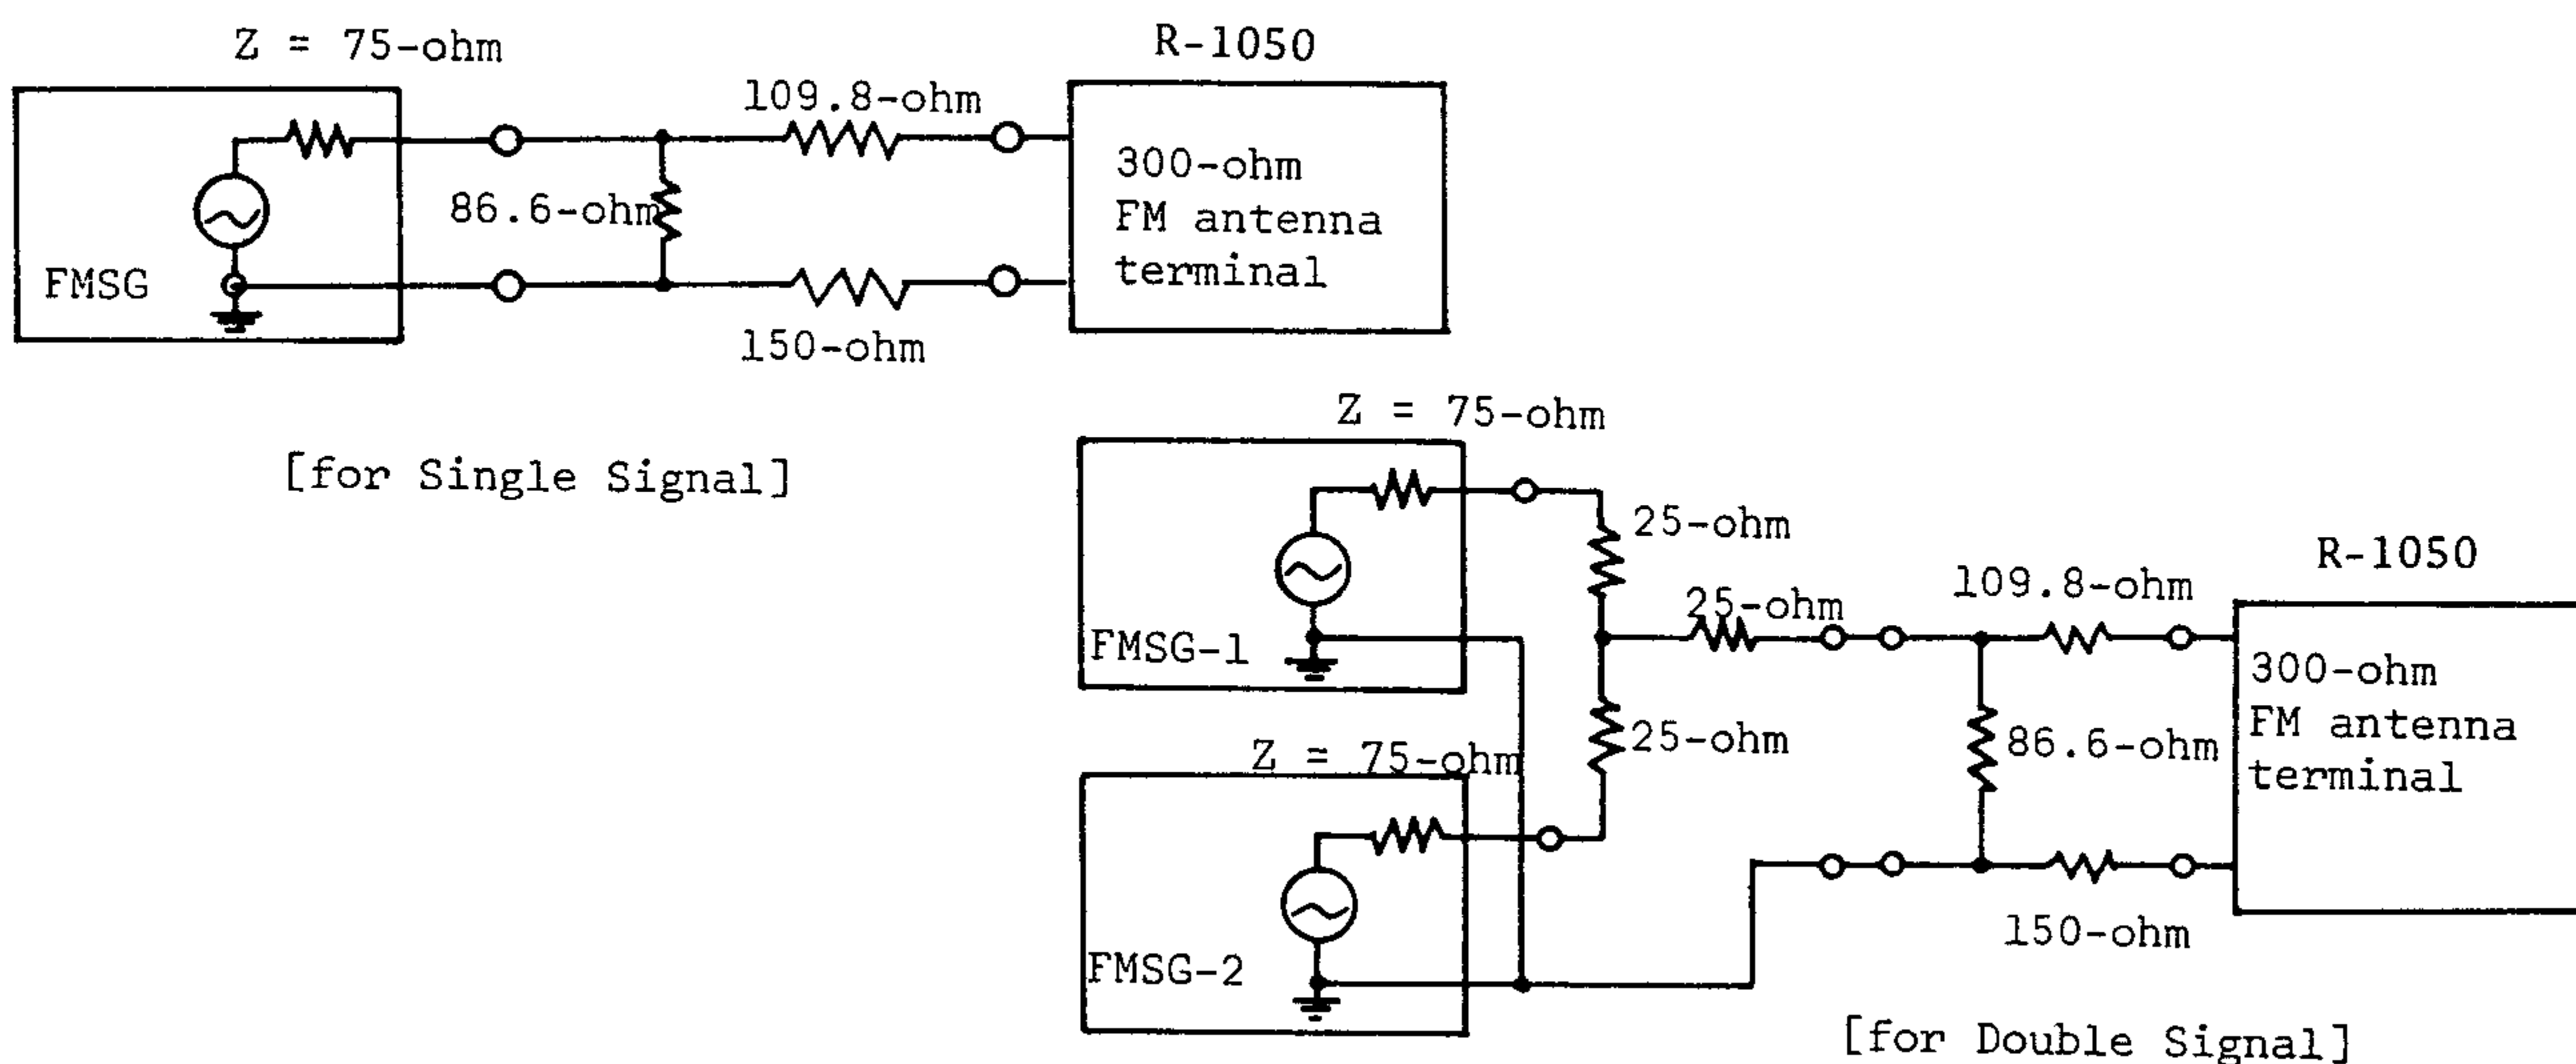 Z = 75-ohm
R-1050
109.8-ohm
300-ohm
FM antenna
terminal
86.6-ohm
FMSG
150-ohm
[for Single Signal]
Z = 75-ohm
25-ohm
R-1050
109.8-ohm
25-ohm
FMSG-1
300-ohm
FM antenna
terminal
25-ohm
86.6-ohm
Z = 75-ohm
150-ohm
FMSG-2
[for Double Signal]